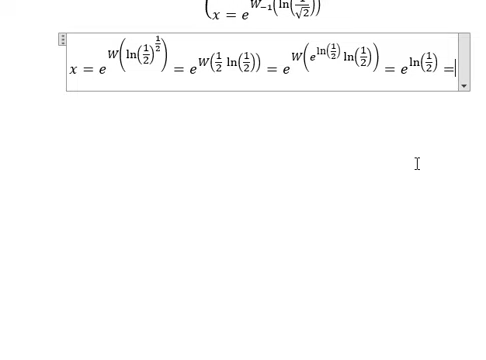 x = e^{W_{-1}(ln(1/√2))}
x = e^{W(ln(1/2)^{1/2})} = e^{W(1/2 ln(1/2))} = e^{W(e^{ln(1/2)} ln(1/2))} = e^{ln(1/2)} =